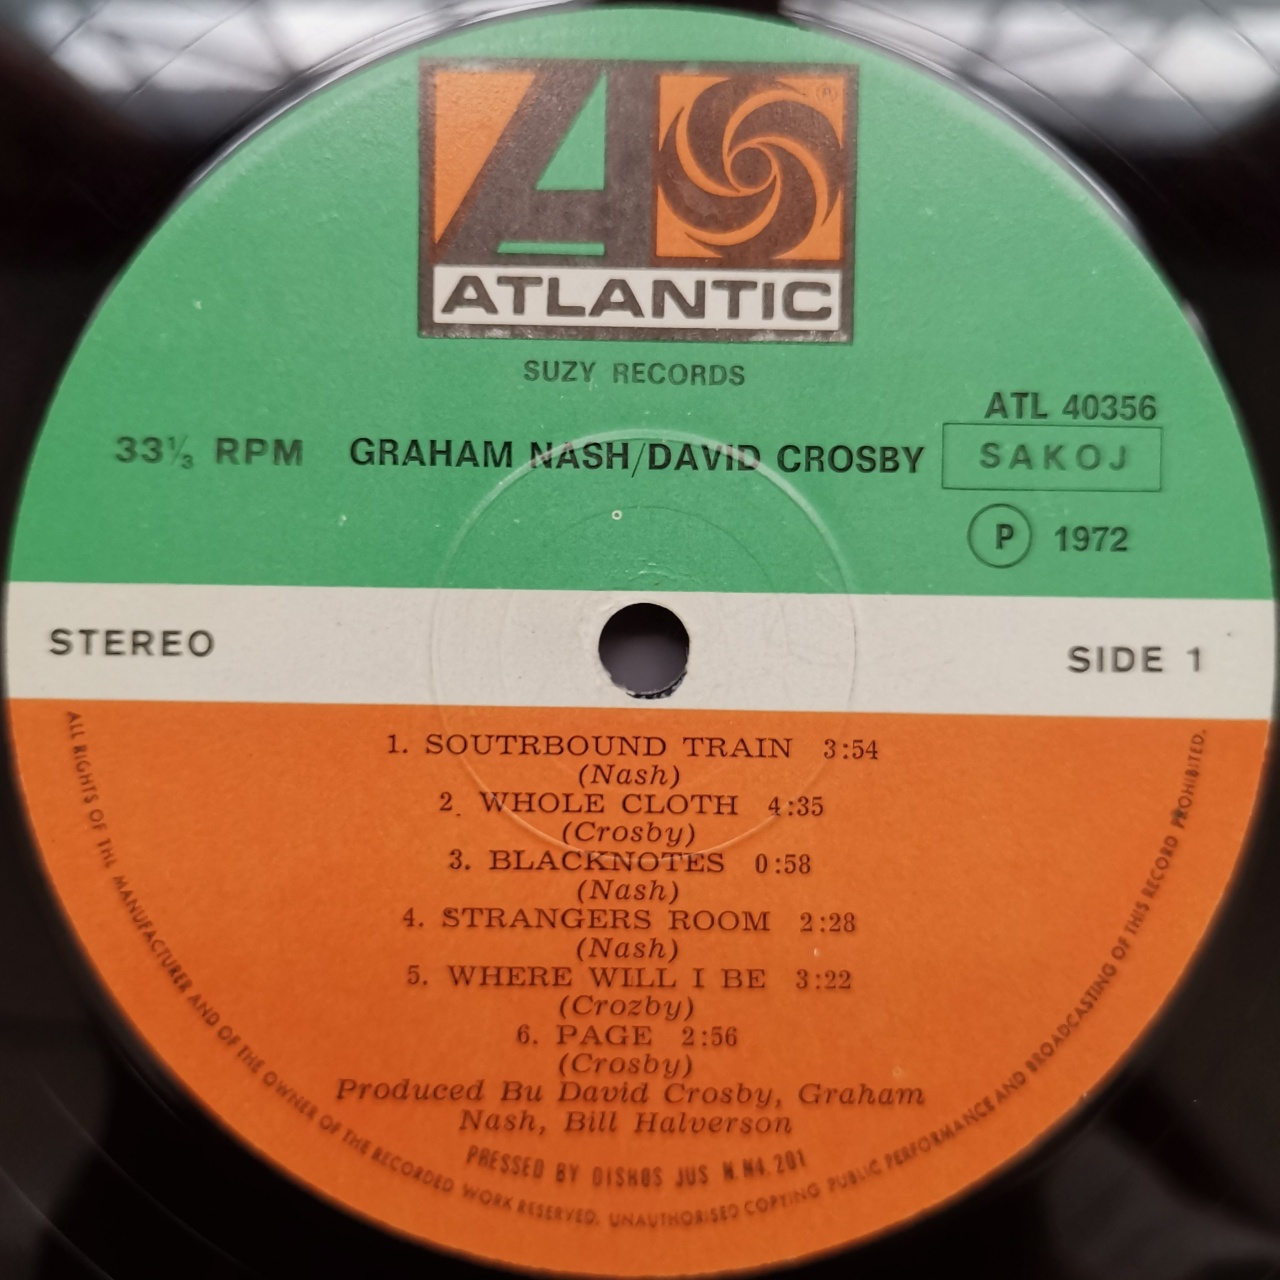 ®
ATLANTIC
SUZY RECORDS
ATL 40356
33⅓ RPM GRAHAM NASH/DAVID CROSBY SAKOJ
P 1972
STEREO SIDE 1
1. SOUTRBOUND TRAIN 3:54
(Nash)
2. WHOLE CLOTH 4:35
(Crosby)
3. BLACKNOTES 0:58
(Nash)
4. STRANGERS ROOM 2:28
(Nash)
5. WHERE WILL I BE 3:22
(Crozby)
6. PAGE 2:56
(Crosby)
Produced Bu David Crosby, Graham
Nash, Bill Halverson
PRESSED BY DISKOS JUS N.N4.201
ALL RIGHTS OF THE MANUFACTURER AND OF THE OWNER OF THE RECORDED WORK RESERVED. UNAUTHORISED COPYING PUBLIC PERFORMANCE AND BROADCASTING OF THIS RECORD PROHIBITED.